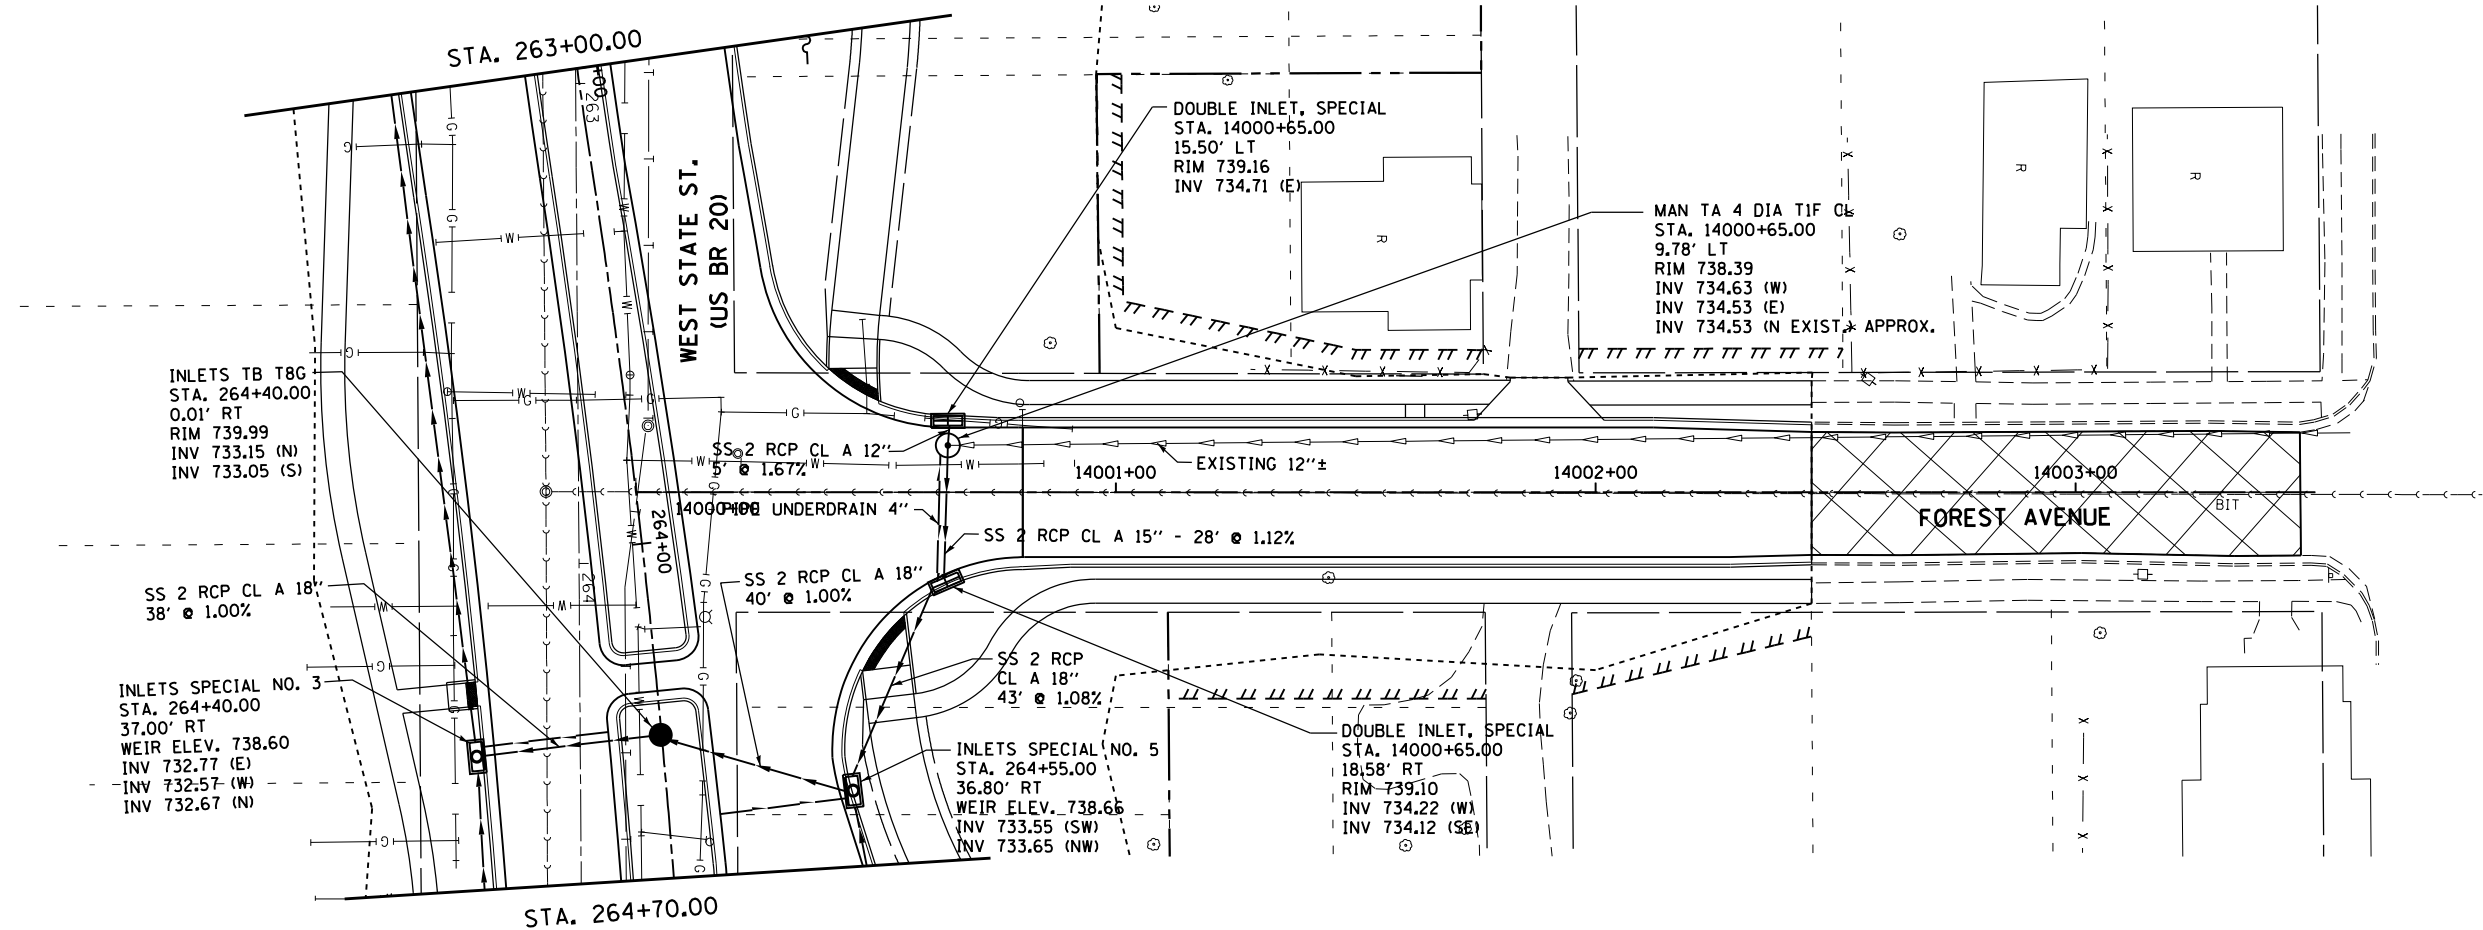 STA. 263+00.00
263
+00
WEST STATE ST.
(US BR 20)
DOUBLE INLET, SPECIAL
STA. 14000+65.00
15.50' LT
RIM 739.16
INV 734.71 (E)
MAN TA 4 DIA T1F CL
STA. 14000+65.00
9.78' LT
RIM 738.39
INV 734.63 (W)
INV 734.53 (E)
INV 734.53 (N EXIST.) APPROX.
R
R
R
INLETS TB T8G
STA. 264+40.00
0.01' RT
RIM 739.99
INV 733.15 (N)
INV 733.05 (S)
SS 2 RCP CL A 12"
5' @ 1.67%
EXISTING 12"±
14000+00
14001+00
14002+00
14003+00
PIPE UNDERDRAIN 4"
FOREST AVENUE
BIT
264+00
264
SS 2 RCP CL A 15" - 28' @ 1.12%
SS 2 RCP CL A 18"
40' @ 1.00%
SS 2 RCP CL A 18"
38' @ 1.00%
SS 2 RCP
CL A 18"
43' @ 1.08%
INLETS SPECIAL NO. 3
STA. 264+40.00
37.00' RT
WEIR ELEV. 738.60
INV 732.77 (E)
INV 732.57 (W)
INV 732.67 (N)
INLETS SPECIAL NO. 5
STA. 264+55.00
36.80' RT
WEIR ELEV. 738.66
INV 733.55 (SW)
INV 733.65 (NW)
DOUBLE INLET, SPECIAL
STA. 14000+65.00
18.58' RT
RIM 739.10
INV 734.22 (W)
INV 734.12 (SE)
STA. 264+70.00